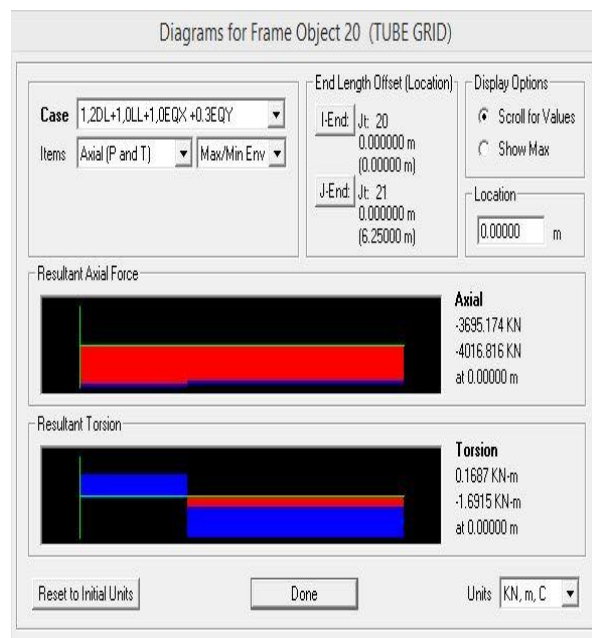 Diagrams for Frame Object 20 (TUBE GRID)
Case 1,2DL+1,0LL+1,0EQX +0.3EQY
Items Axial (P and T) Max/Min Env
End Length Offset (Location)
I-End: Jt: 20
0.000000 m
(0.00000 m)
J-End: Jt: 21
0.000000 m
(6.25000 m)
Display Options
Scroll for Values
Show Max
Location
0.00000 m
Resultant Axial Force
Axial
-3695.174 KN
-4016.816 KN
at 0.00000 m
Resultant Torsion
Torsion
0.1687 KN-m
-1.6915 KN-m
at 0.00000 m
Reset to Initial Units
Done
Units KN, m, C